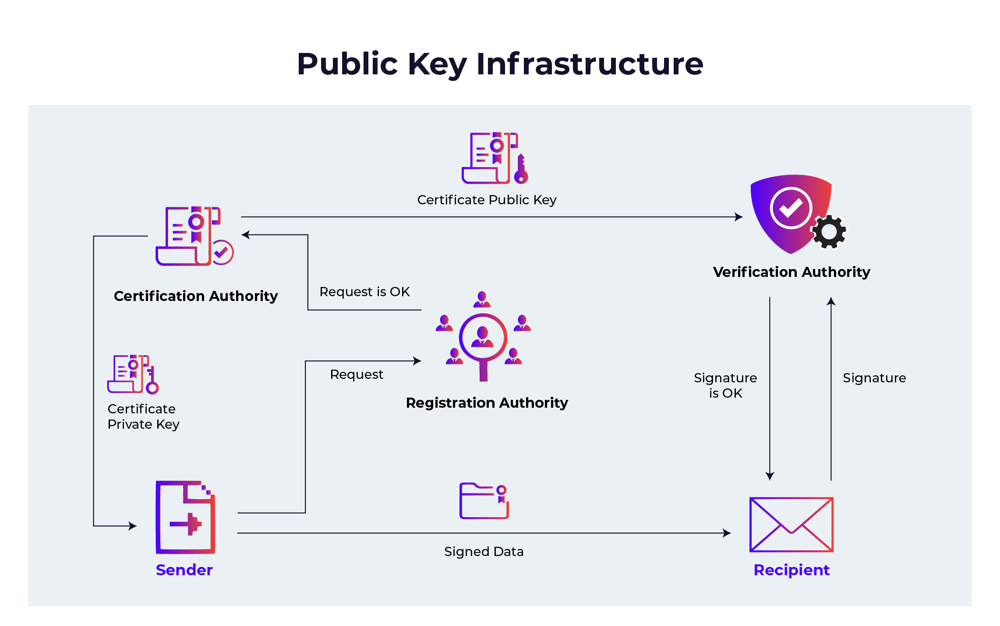 Public Key Infrastructure
Certificate Public Key
Certification Authority
Verification Authority
Request is OK
Request
Registration Authority
Certificate
Private Key
Signature
is OK
Signature
Signed Data
Sender
Recipient